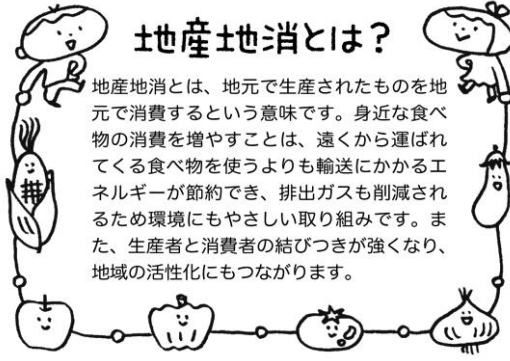 地産地消とは？
地産地消とは、地元で生産されたものを地
元で消費するという意味です。身近な食べ
物の消費を増やすことは、遠くから運ばれ
てくる食べ物を使うよりも輸送にかかるエ
ネルギーが節約でき、排出ガスも削減され
るため環境にもやさしい取り組みです。ま
た、生産者と消費者の結びつきが強くなり、
地域の活性化にもつながります。